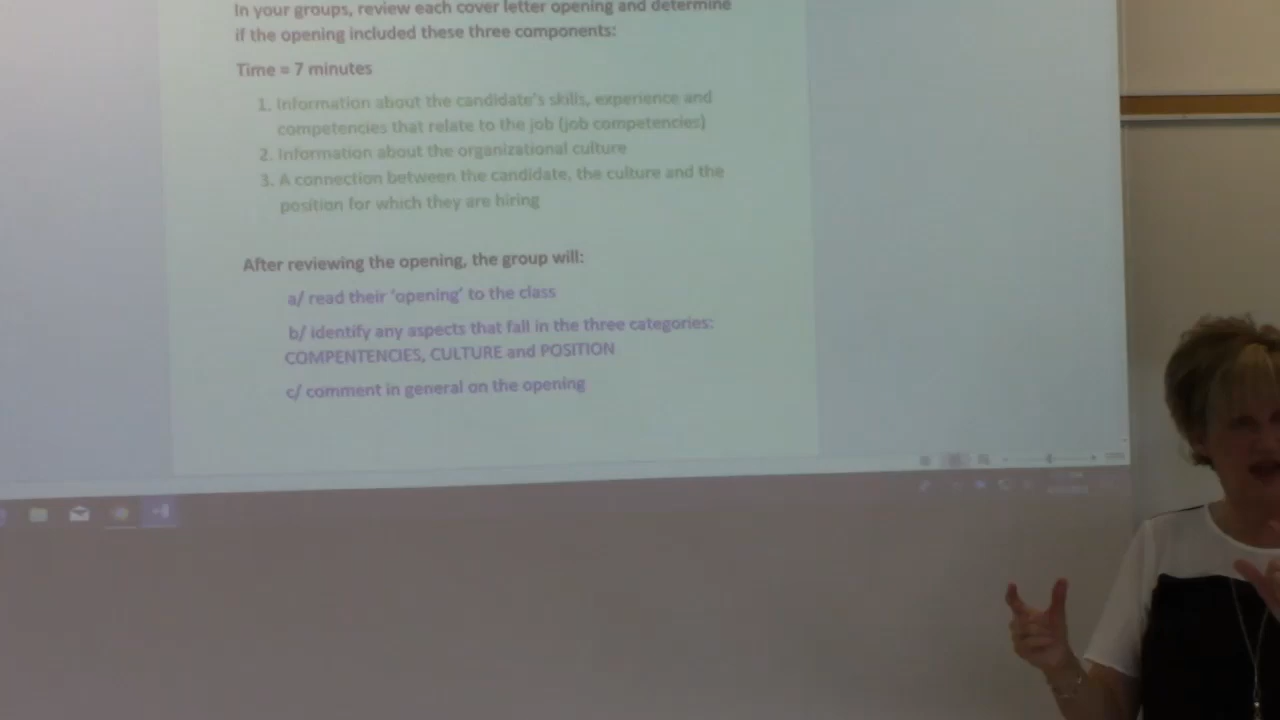 In your groups, review each cover letter opening and determine
if the opening included these three components:
Time = 7 minutes
1. Information about the candidate's skills, experience and
competencies that relate to the job (job competencies)
2. Information about the organizational culture
3. A connection between the candidate, the culture and the
position for which they are hiring
After reviewing the opening, the group will:
a/ read their 'opening' to the class
b/ identify any aspects that fall in the three categories:
COMPENTENCIES, CULTURE and POSITION
c/ comment in general on the opening